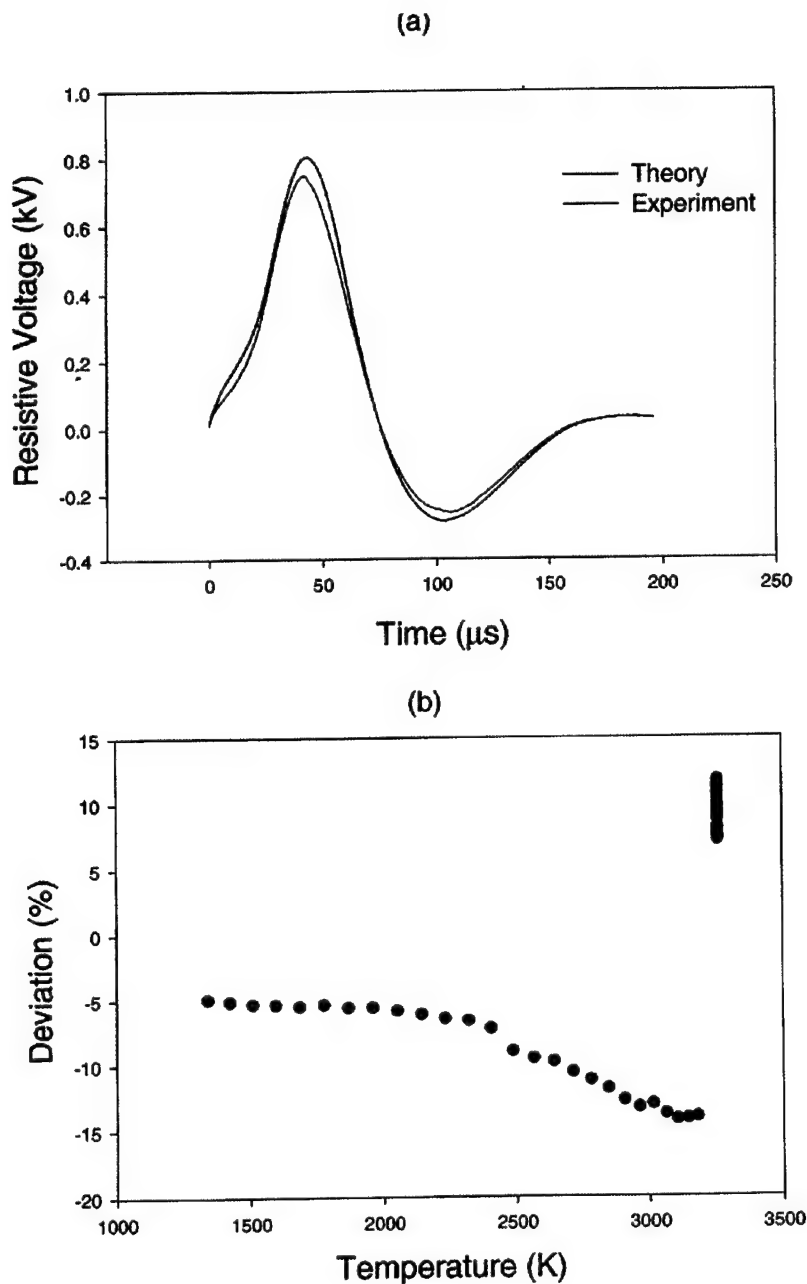 (a)
Resistive Voltage (kV)
1.0
0.8
0.6
0.4
0.2
0.0
-0.2
-0.4
Theory
Experiment
0 50 100 150 200 250
Time (μs)
(b)
Deviation (%)
15
10
5
0
-5
-10
-15
-20
1000 1500 2000 2500 3000 3500
Temperature (K)